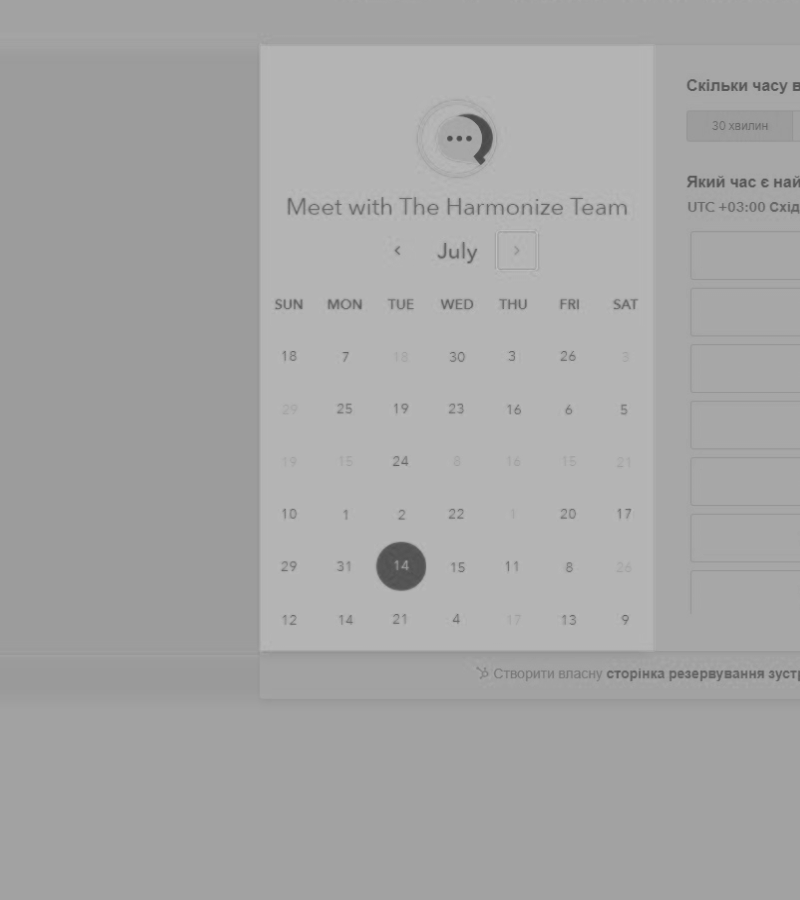 Скільки часу в
30 хвилин
Meet with The Harmonize Team
Який час є най
UTC +03:00 Схід
July
SUN MON TUE WED THU FRI SAT
18 7 18 30 3 26 3
29 25 19 23 16 6 5
19 15 24 8 16 15 21
10 1 2 22 1 20 17
29 31 14 15 11 8 26
12 14 21 4 17 13 9
Створити власну сторінка резервування зуст